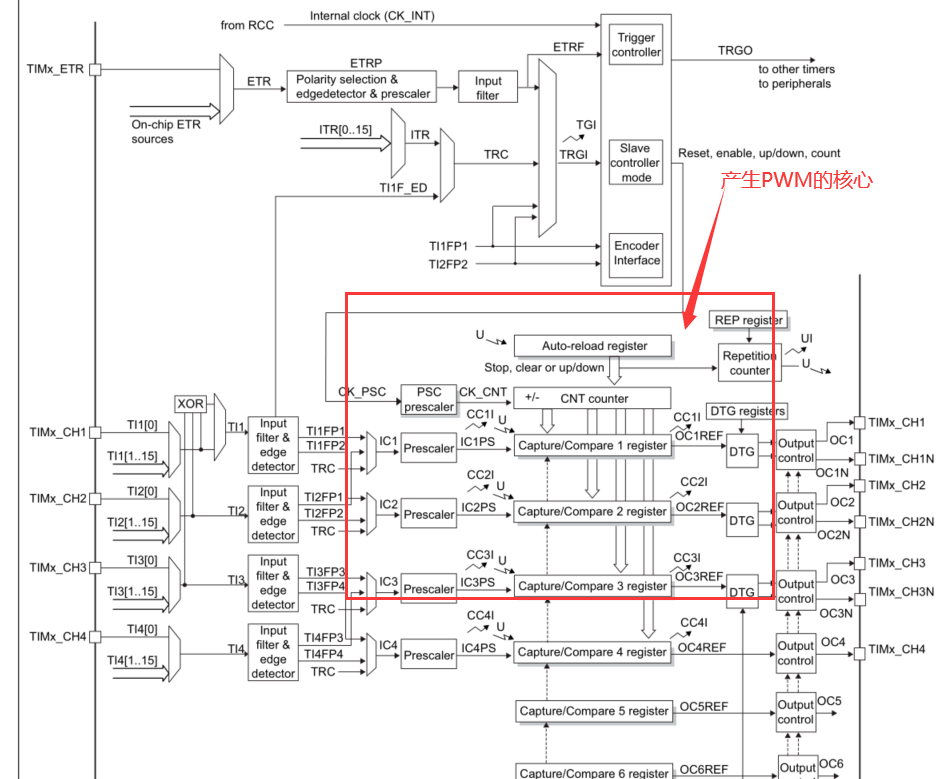 Internal clock (CK_INT)
from RCC
Trigger
controller
ETRF
TRGO
to other timers
to peripherals
TIMx_ETR
ETR
ETRP
Polarity selection &
edgedetector & prescaler
Input
filter
On-chip ETR
sources
ITR[0..15]
ITR
TRC
TI1F_ED
TGI
TRGI
Slave
controller
mode
Reset, enable, up/down, count
产生PWM的核心
TI1FP1
TI2FP2
Encoder
Interface
REP register
U
Auto-reload register
UI
Repetition
counter
U
Stop, clear or up/down
CK_PSC
PSC
prescaler
CK_CNT
+/-
CNT counter
XOR
DTG registers
TIMx_CH1
TI1[0]
TI1[1..15]
TI1
Input
filter &
edge
detector
TI1FP1
TI1FP2
TRC
IC1
Prescaler
IC1PS
CC1I
U
Capture/Compare 1 register
CC1I
OC1REF
DTG
Output
control
OC1
OC1N
TIMx_CH1
TIMx_CH1N
TIMx_CH2
TI2[0]
TI2[1..15]
TI2
Input
filter &
edge
detector
TI2FP1
TI2FP2
TRC
IC2
Prescaler
IC2PS
CC2I
U
Capture/Compare 2 register
CC2I
OC2REF
DTG
Output
control
OC2
OC2N
TIMx_CH2
TIMx_CH2N
TIMx_CH3
TI3[0]
TI3[1..15]
TI3
Input
filter &
edge
detector
TI3FP3
TI3FP4
TRC
IC3
Prescaler
IC3PS
CC3I
U
Capture/Compare 3 register
CC3I
OC3REF
DTG
Output
control
OC3
OC3N
TIMx_CH3
TIMx_CH3N
TIMx_CH4
TI4[0]
TI4[1..15]
TI4
Input
filter &
edge
detector
TI4FP3
TI4FP4
TRC
IC4
Prescaler
IC4PS
CC4I
U
Capture/Compare 4 register
CC4I
OC4REF
Output
control
OC4
TIMx_CH4
Capture/Compare 5 register
OC5REF
Output
control
OC5
Capture/Compare 6 register
OC6REF
Output
OC6